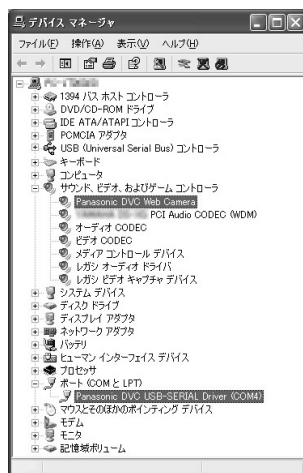 デバイス マネージャ
ファイル(F) 操作(A) 表示(V) ヘルプ(H)
1394 バス ホスト コントローラ
DVD/CD-ROM ドライブ
IDE ATA/ATAPI コントローラ
PCMCIA アダプタ
USB (Universal Serial Bus) コントローラ
キーボード
コンピュータ
サウンド、ビデオ、およびゲーム コントローラ
Panasonic DVC Web Camera
PCI Audio CODEC (WDM)
オーディオ CODEC
ビデオ CODEC
メディア コントロール デバイス
レガシ オーディオ ドライバ
レガシ ビデオ キャプチャ デバイス
システム デバイス
ディスク ドライブ
ディスプレイ アダプタ
ネットワーク アダプタ
バッテリ
ヒューマン インターフェイス デバイス
プロセッサ
ポート (COM と LPT)
Panasonic DVC USB-SERIAL Driver (COM4)
マウスとそのほかのポインティング デバイス
モデム
モニタ
記憶域ボリューム